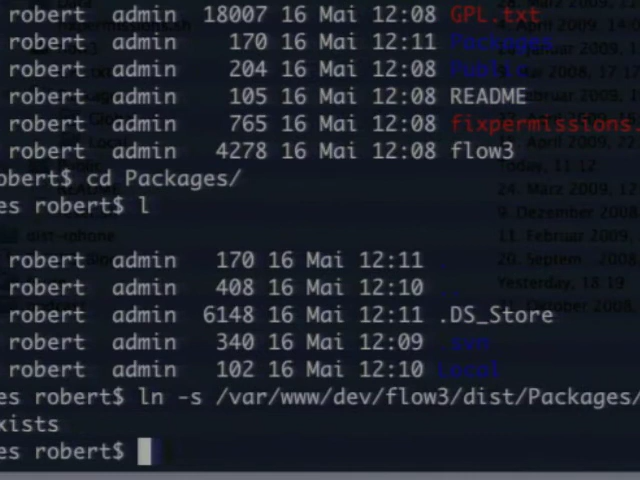 robert admin 18007 16 Mai 12:08 GPL.txt
robert admin 170 16 Mai 12:11 Packages
robert admin 204 16 Mai 12:08 Public
robert admin 105 16 Mai 12:08 README
robert admin 765 16 Mai 12:08 fixpermissions.
robert admin 4278 16 Mai 12:08 flow3
obert$ cd Packages/
es robert$ l
robert admin 170 16 Mai 12:11
robert admin 408 16 Mai 12:10
robert admin 6148 16 Mai 12:11 .DS_Store
robert admin 340 16 Mai 12:09 .svn
robert admin 102 16 Mai 12:10 Local
es robert$ ln -s /var/www/dev/flow3/dist/Packages/
xists
es robert$